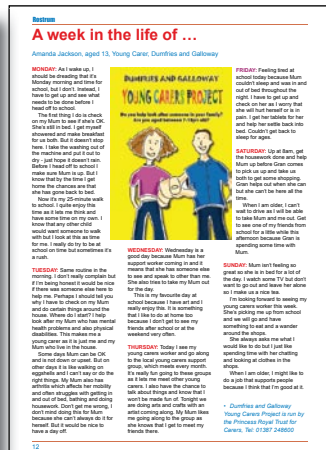 Rostrum
A week in the life of …
Amanda Jackson, aged 13, Young Carer, Dumfries and Galloway
MONDAY: As I wake up, I
should be dreading that it's
Monday morning and time for
school, but I don't. Instead, I
have to get up and see what
needs to be done before I
head off to school.
The first thing I do is check
on my Mum to see if she's OK.
She's still in bed. I get myself
showered and make breakfast
for us both. But it doesn't stop
here. I take the washing out of
the machine and put it out to
dry - just hope it doesn't rain.
Before I head off to school I
make sure Mum is up. But I
know that by the time I get
home the chances are that
she has gone back to bed.
Now it's my 25-minute walk
to school. I quite enjoy this
time as it lets me think and
have some time on my own. I
know that any other child
would want someone to walk
with but I look at this as time
for me. I really do try to be at
school on time but sometimes it's
a rush.
TUESDAY: Same routine in the
morning. I don't really complain but
if I'm being honest it would be nice
if there was someone else here to
help me. Perhaps I should tell you
why I have to check on my Mum
and do certain things around the
house. Where do I start? I help
look after my Mum who has mental
health problems and also physical
disabilities. This makes me a
young carer as it is just me and my
Mum who live in the house.
Some days Mum can be OK
and is not down or upset. But on
other days it is like walking on
eggshells and I can't say or do the
right things. My Mum also has
arthritis which affects her mobility
and often struggles with getting in
and out of bed, bathing and doing
housework. Don't get me wrong, I
don't mind doing this for Mum
because she can't always do it for
herself. But it would be nice to
have a day off.
DUMFRIES AND GALLOWAY
YOUNG CARERS PROJECT
Do you help look after someone in your family?
Are you aged between 7-18yrs old?
WEDNESDAY: Wednesday is a
good day because Mum has her
support worker coming in and it
means that she has someone else
to see and speak to other than me.
She also tries to take my Mum out
for the day.
This is my favourite day at
school because I have art and I
really enjoy this. It is something
that I like to do at home too
because I don't get to see my
friends after school or at the
weekend very often.
THURSDAY: Today I see my
young carers worker and go along
to the local young carers support
group, which meets every month.
It's really fun going to these groups
as it lets me meet other young
carers. I also have the chance to
talk about things and know that I
won't be made fun of. Tonight we
are doing arts and crafts with an
artist coming along. My Mum likes
me going along to the group as
she knows that I get to meet my
friends there.
FRIDAY: Feeling tired at
school today because Mum
couldn't sleep and was in and
out of bed throughout the
night. I have to get up and
check on her as I worry that
she will hurt herself or is in
pain. I get her tablets for her
and help her settle back into
bed. Couldn't get back to
sleep for ages.
SATURDAY: Up at 8am, get
the housework done and help
Mum up before Gran comes
to pick us up and take us
both to get some shopping.
Gran helps out when she can
but she can't be here all the
time.
When I am older, I can't
wait to drive as I will be able
to take Mum and me out. Get
to see one of my friends from
school for a little while this
afternoon because Gran is
spending some time with
Mum.
SUNDAY: Mum isn't feeling so
great so she is in bed for a lot of
the day. I watch some TV but don't
want to go out and leave her alone
so I make us a nice tea.
I'm looking forward to seeing my
young carers worker this week.
She's picking me up from school
and we will go and have
something to eat and a wander
around the shops.
She always asks me what I
would like to do but I just like
spending time with her chatting
and looking at clothes in the
shops.
When I am older, I might like to
do a job that supports people
because I think that I'm good at it.
• Dumfries and Galloway
Young Carers Project is run by
the Princess Royal Trust for
Carers, Tel: 01387 248600
12